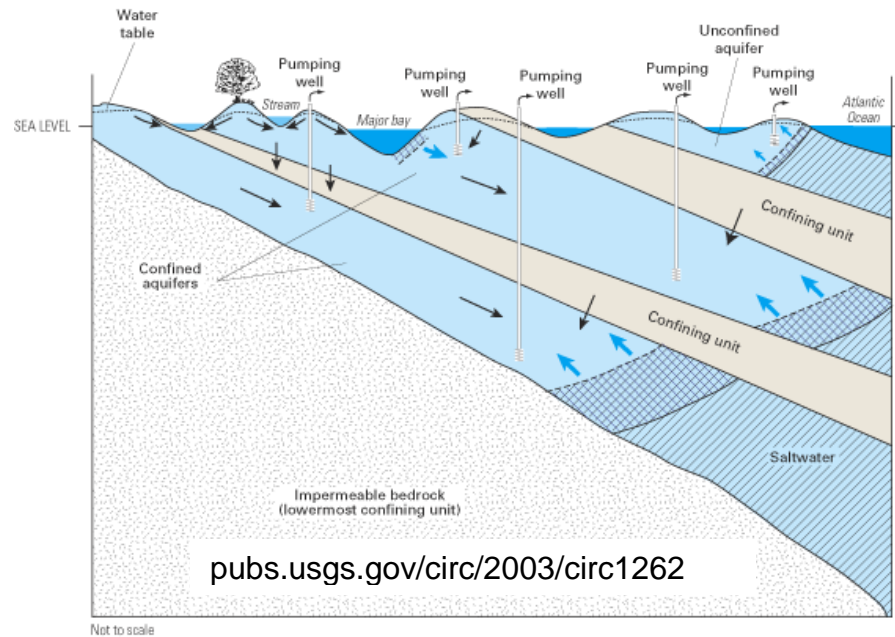 Water
table
Pumping
well
Stream
Pumping
well
Major bay
Pumping
well
Pumping
well
Unconfined
aquifer
Pumping
well
Atlantic
Ocean
SEA LEVEL
Confined
aquifers
Confining unit
Confining unit
Saltwater
Impermeable bedrock
(lowermost confining unit)
pubs.usgs.gov/circ/2003/circ1262
Not to scale